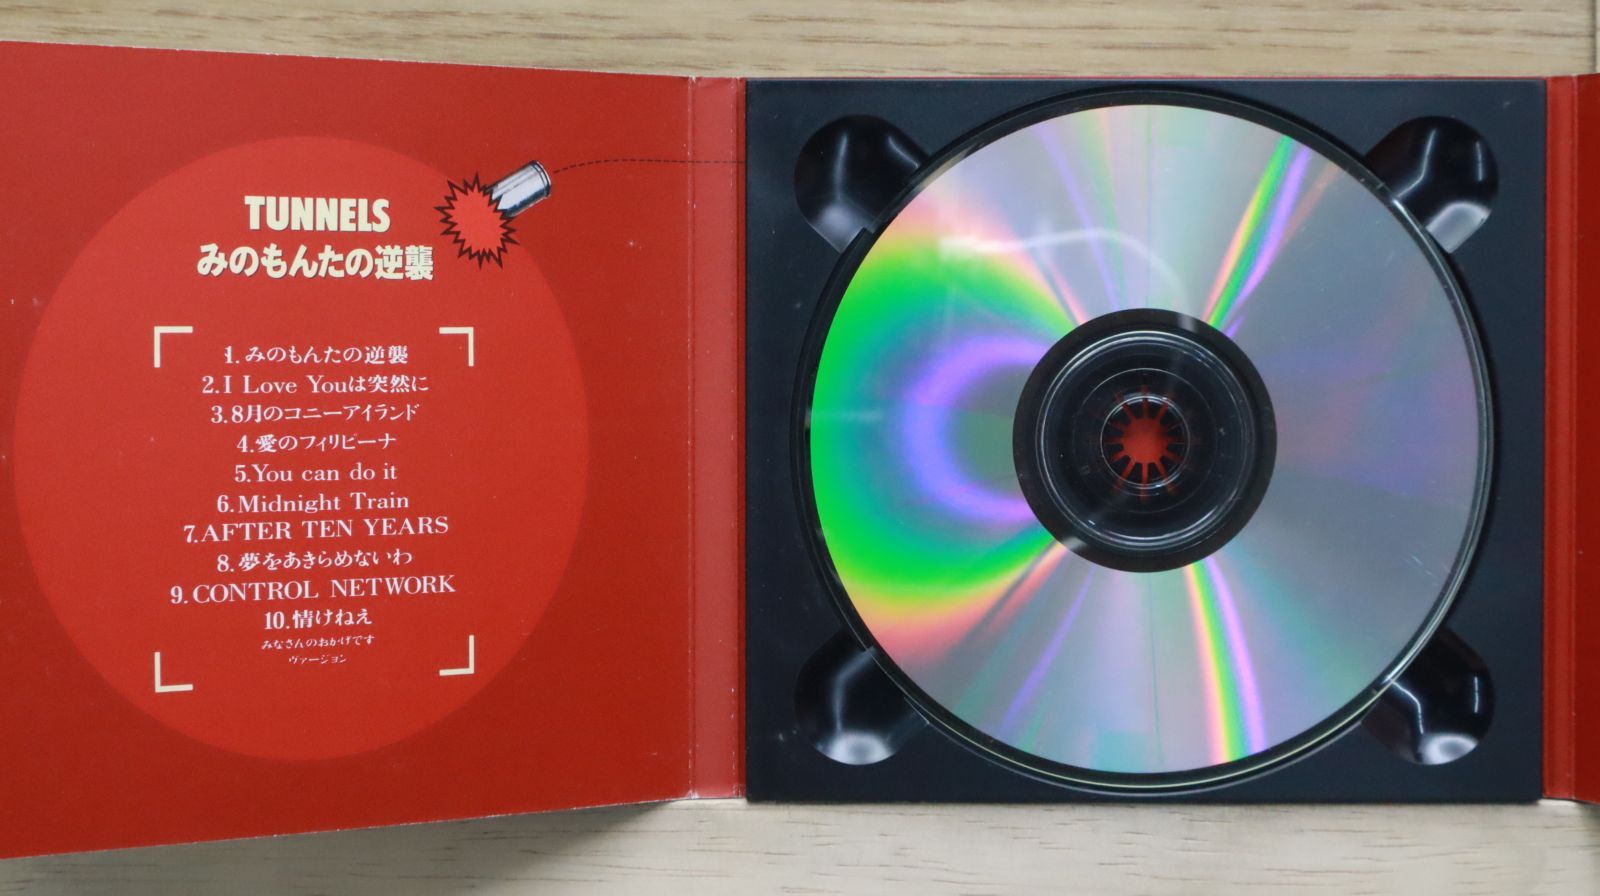 TUNNELS
みのもんたの逆襲
1.みのもんたの逆襲
2.I Love Youは突然に
3.8月のコニーアイランド
4.愛のフィリピーナ
5.You can do it
6.Midnight Train
7.AFTER TEN YEARS
8.夢をあきらめないわ
9.CONTROL NETWORK
10.情けねえ
みなさんのおかげです
ヴァージョン